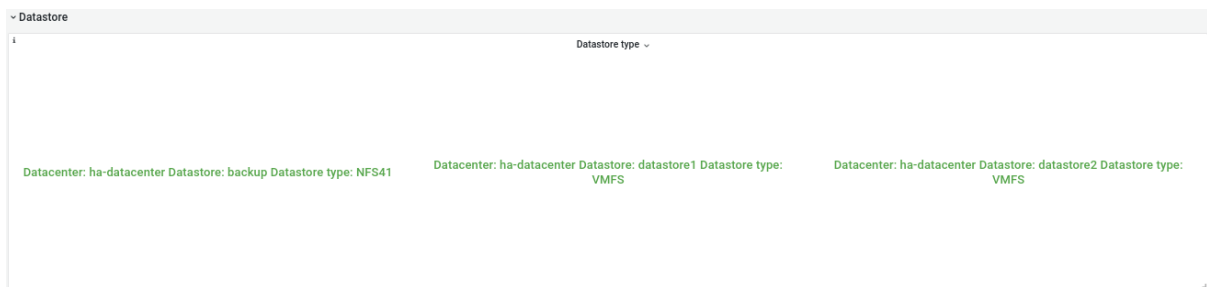 Datastore
i
Datastore type
Datacenter: ha-datacenter Datastore: backup Datastore type: NFS41
Datacenter: ha-datacenter Datastore: datastore1 Datastore type:
VMFS
Datacenter: ha-datacenter Datastore: datastore2 Datastore type:
VMFS